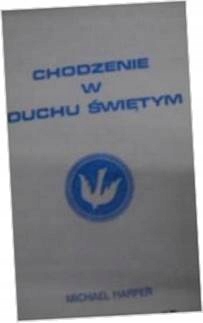 CHODZENIE
W
DUCHU ŚWIĘTYM
MICHAEL HARPER